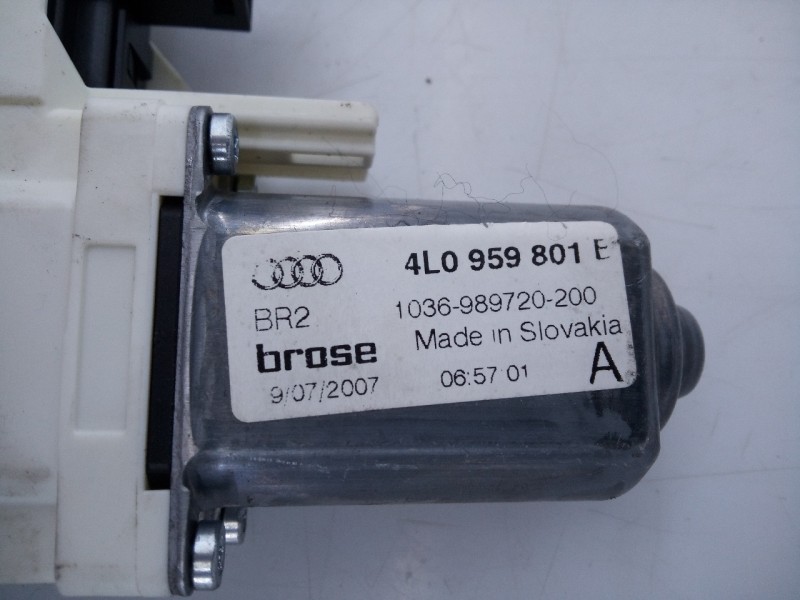 4L0 959 801 E
BR2 1036-989720-200
brose Made in Slovakia
9/07/2007 06:57 01 A